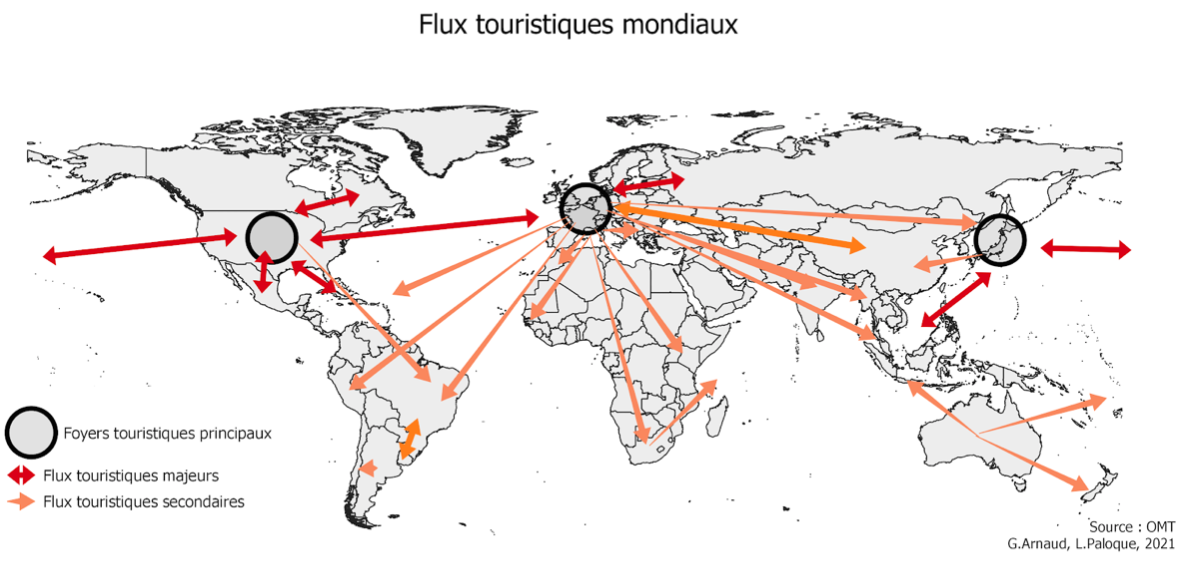 Flux touristiques mondiaux
Foyers touristiques principaux
Flux touristiques majeurs
Flux touristiques secondaires
Source : OMT
G.Arnaud, L.Paloque, 2021